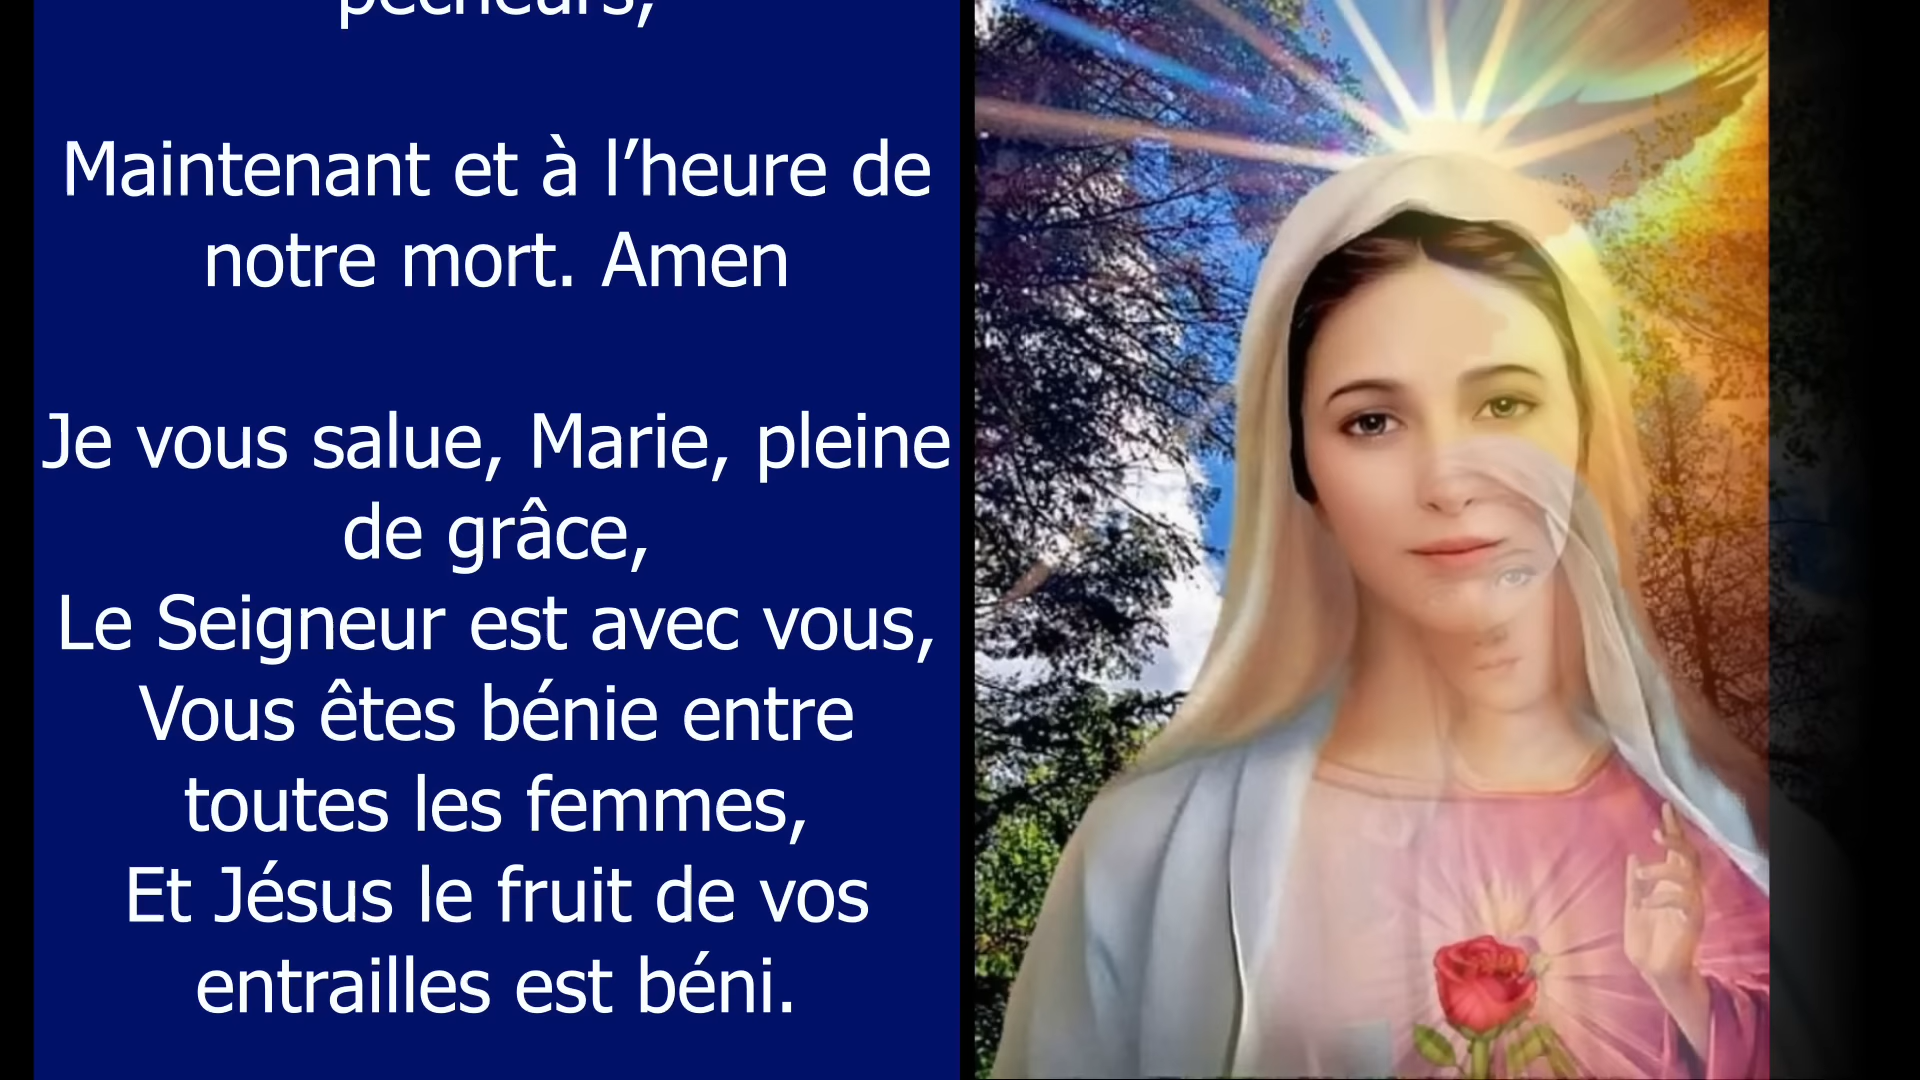 pécheurs,
Maintenant et à l’heure de
notre mort. Amen
Je vous salue, Marie, pleine
de grâce,
Le Seigneur est avec vous,
Vous êtes bénie entre
toutes les femmes,
Et Jésus le fruit de vos
entrailles est béni.